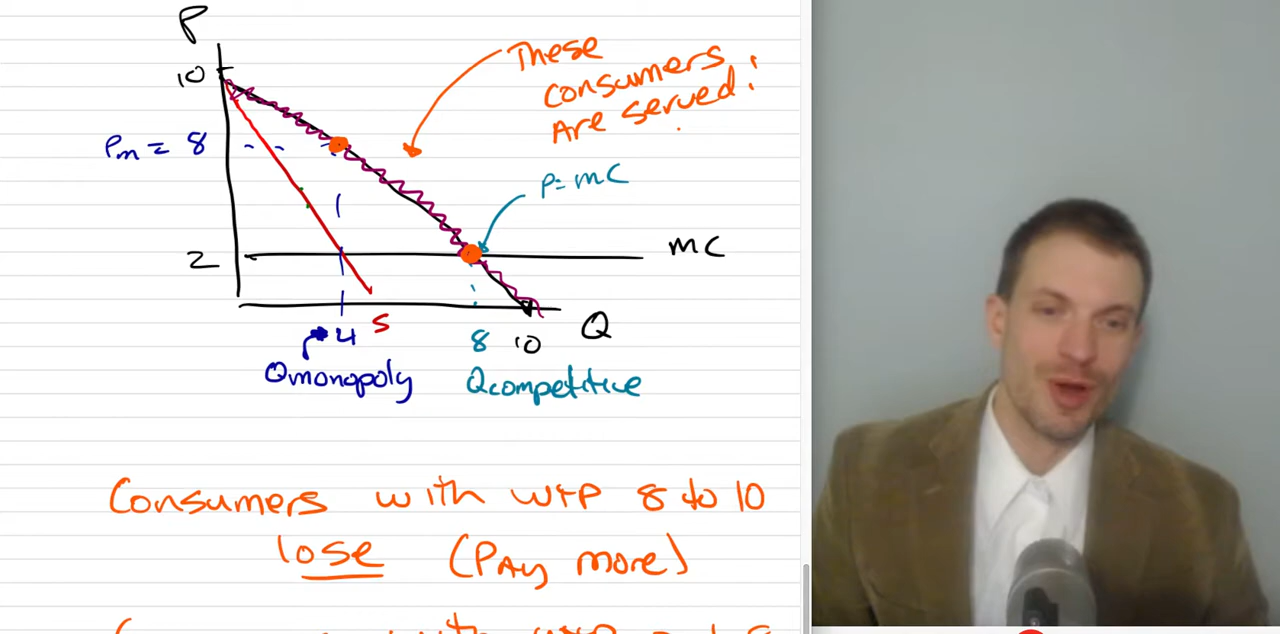 P
10
These
consumers
Are served!
Pm = 8
P=MC
2
MC
4
5
8
10
Q
Qmonopoly
Qcompetitive
Consumers with WTP 8 to 10
lose (PAy more)